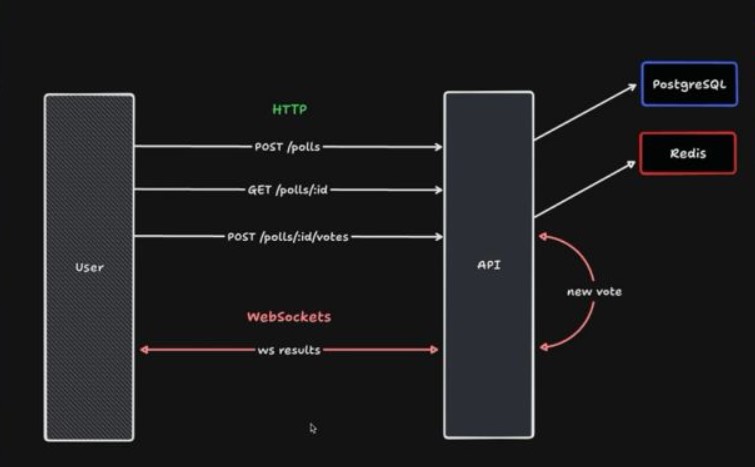 HTTP
PostgreSQL
POST /polls
Redis
GET /polls/:id
POST /polls/:id/votes
User
API
new vote
WebSockets
ws results